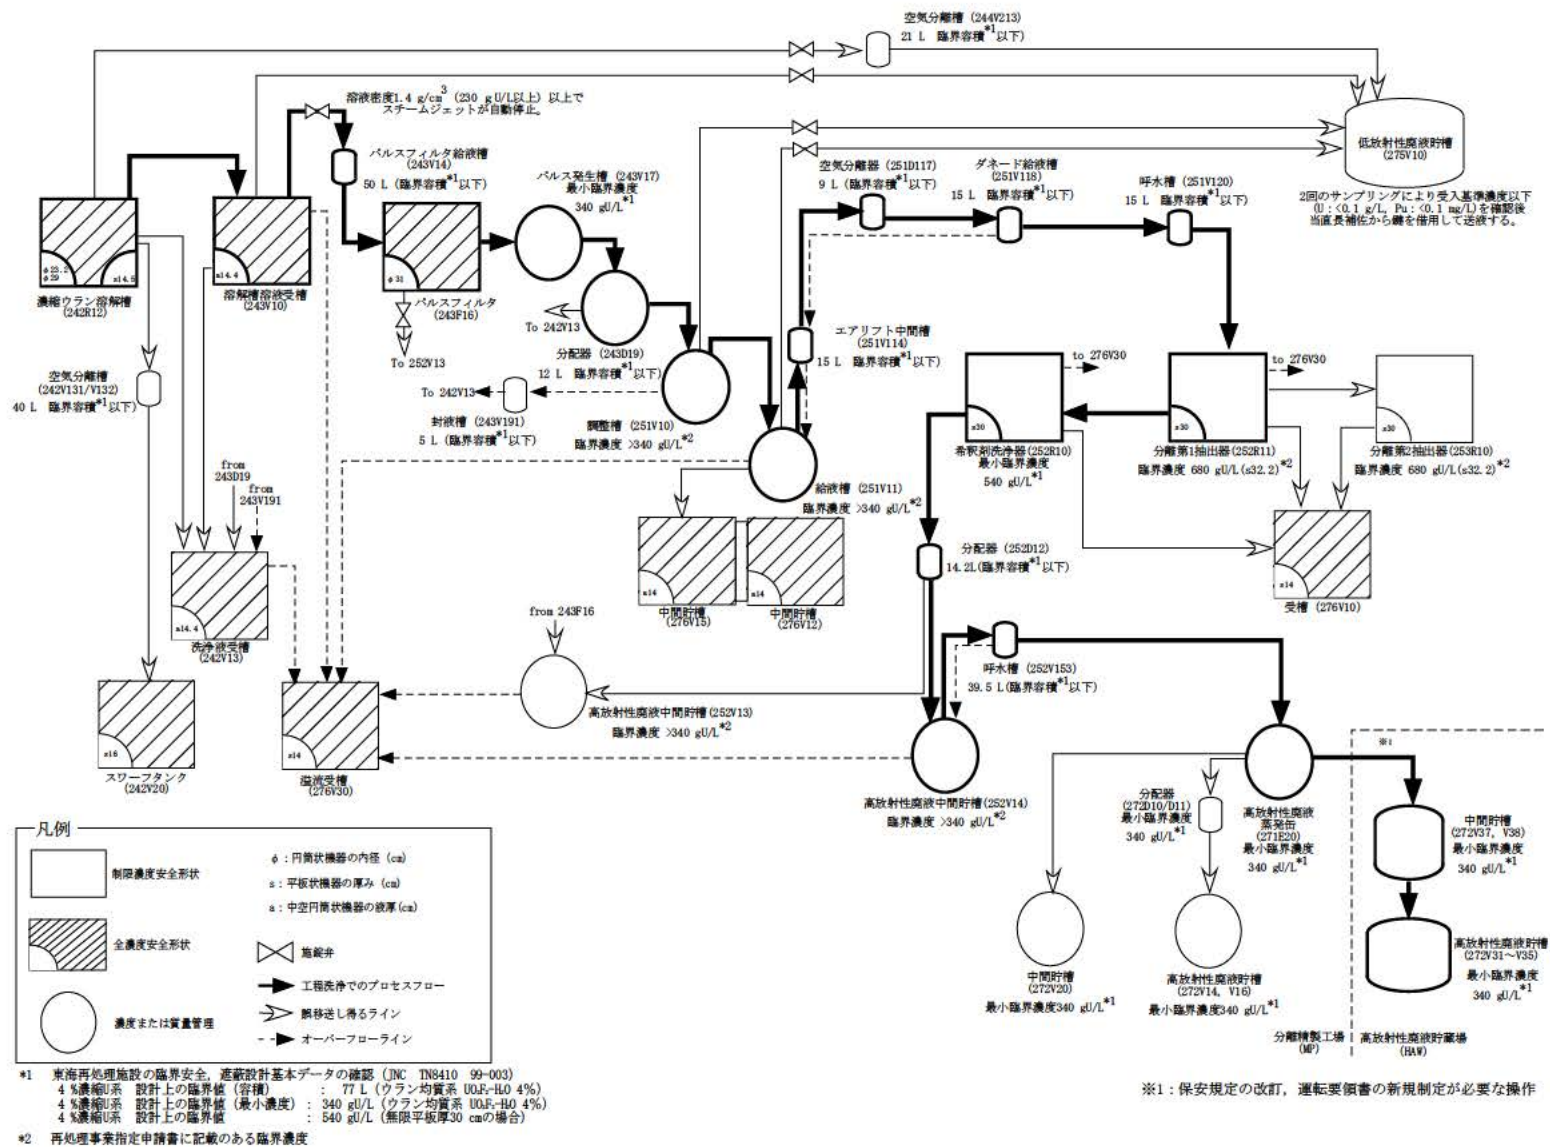 空気分離槽 (244V213)
21 L 臨界容積*1以下)
溶液密度1.4 g/cm3 (230 g U/L以上) 以上で
スチームジェットが自動停止。
低放射性廃液貯槽
(275V10)
2回のサンプリングにより受入基準濃度以下
(U：<0.1 g/L, Pu：<0.1 mg/L)を確認後
当直長補佐から鍵を借用して送液する。
パルスフィルタ給液槽
(243V14)
50 L (臨界容積*1以下)
パルス発生槽 (243V17)
最小臨界濃度
340 gU/L*1
空気分離器 (251D117)
9 L (臨界容積*1以下)
ダネード給液槽
(251V118)
15 L 臨界容積*1以下)
呼水槽 (251V120)
15 L 臨界容積*1以下)
φ23.2
φ29
a14.5
濃縮ウラン溶解槽
(242R12)
a14.4
溶解槽溶液受槽
(243V10)
φ31
パルスフィルタ
(243F16)
To 252V13
To 242V13
分配器 (243D19)
12 L 臨界容積*1以下)
エアリフト中間槽
(251V114)
15 L 臨界容積*1以下)
空気分離槽
(242V131/V132)
40 L 臨界容積*1以下)
To 242V13
封液槽 (243V191)
5 L (臨界容積*1以下)
調整槽 (251V10)
臨界濃度 >340 gU/L*2
to 276V30
s30
希釈剤洗浄器 (252R10)
最小臨界濃度
540 gU/L*1
to 276V30
s30
分離第1抽出器 (252R11)
臨界濃度 680 gU/L(s32.2)*2
s30
分離第2抽出器 (253R10)
臨界濃度 680 gU/L(s32.2)*2
from
243D19
from
243V191
給液槽 (251V11)
臨界濃度 >340 gU/L*2
a14
中間貯槽
(276V15)
a14
中間貯槽
(276V12)
a14
受槽 (276V10)
分配器 (252D12)
14.2L(臨界容積*1以下)
a14.4
洗浄液受槽
(242V13)
from 243F16
呼水槽 (252V153)
39.5 L(臨界容積*1以下)
s16
スワーフタンク
(242V20)
a14
溢流受槽
(276V30)
高放射性廃液中間貯槽(252V13)
臨界濃度 >340 gU/L*2
高放射性廃液中間貯槽(252V14)
臨界濃度 >340 gU/L*2
分配器
(272D10/D11)
最小臨界濃度
340 gU/L*1
高放射性廃液
蒸発缶
(271E20)
最小臨界濃度
340 gU/L*1
※1
中間貯槽
(272V37, V38)
最小臨界濃度
340 gU/L*1
中間貯槽
(272V20)
最小臨界濃度340 gU/L*1
高放射性廃液貯槽
(272V14, V16)
最小臨界濃度340 gU/L*1
高放射性廃液貯槽
(272V31～V35)
最小臨界濃度
340 gU/L*1
分離精製工場
(MP)
高放射性廃液貯蔵場
(HAW)
凡例
制限濃度安全形状
全濃度安全形状
濃度または質量管理
φ：円筒状機器の内径 (cm)
s：平板状機器の厚み (cm)
a：中空円筒状機器の液厚(cm)
施錠弁
工程洗浄でのプロセスフロー
誤移送し得るライン
オーバーフローライン
*1 東海再処理施設の臨界安全，遮蔽設計基本データの確認 (JNC TN8410 99-003)
4 %濃縮U系 設計上の臨界値 (容積) ： 77 L (ウラン均質系 UO2F2-H2O 4%)
4 %濃縮U系 設計上の臨界値 (最小濃度) ： 340 gU/L (ウラン均質系 UO2F2-H2O 4%)
4 %濃縮U系 設計上の臨界値 ： 540 gU/L (無限平板厚30 cmの場合)
*2 再処理事業指定申請書に記載のある臨界濃度
※1：保安規定の改訂，運転要領書の新規制定が必要な操作